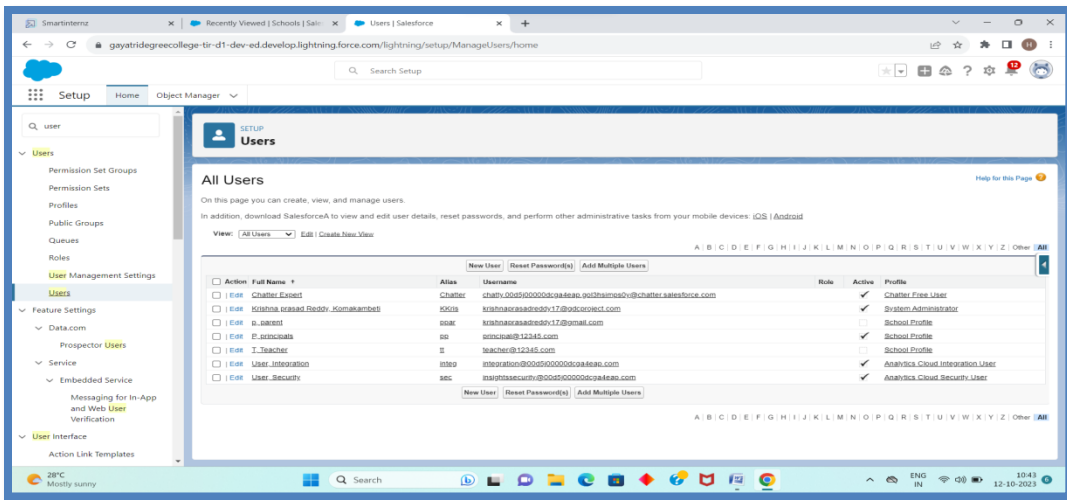 Smartinternz
Recently Viewed | Schools | Sale
Users | Salesforce
gayatridegreecollege-tir-d1-dev-ed.develop.lightning.force.com/lightning/setup/ManageUsers/home
H
Search Setup
12
Setup Home Object Manager
user
Users
Permission Set Groups
Permission Sets
Profiles
Public Groups
Queues
Roles
User Management Settings
Users
Feature Settings
Data.com
Prospector Users
Service
Embedded Service
Messaging for In-App
and Web User
Verification
User Interface
Action Link Templates
SETUP
Users
All Users
Help for this Page
On this page you can create, view, and manage users.
In addition, download SalesforceA to view and edit user details, reset passwords, and perform other administrative tasks from your mobile devices: iOS | Android
View: All Users Edit | Create New View
A | B | C | D | E | F | G | H | I | J | K | L | M | N | O | P | Q | R | S | T | U | V | W | X | Y | Z | Other | All
New User Reset Password(s) Add Multiple Users
Action Full Name ↑ Alias Username Role Active Profile
Edit Chatter Expert Chatter Chatter Free User
Edit Krishna prasad Reddy, Komakambeti KKris krishnaprasadreddy17@gdcproject.com System Administrator
Edit p, parent ppar krishnaprasadreddy17@gmail.com School Profile
Edit P, principals pp principal@12345.com School Profile
Edit T, Teacher tt teacher@12345.com School Profile
Edit User, Integration integ integration@00d5j00000dcga4eap.com Analytics Cloud Integration User
Edit User, Security sec insightssecurity@00d5j00000dcga4eap.com Analytics Cloud Security User
New User Reset Password(s) Add Multiple Users
A | B | C | D | E | F | G | H | I | J | K | L | M | N | O | P | Q | R | S | T | U | V | W | X | Y | Z | Other | All
28°C
Mostly sunny
Search
ENG
IN
10:43
12-10-2023